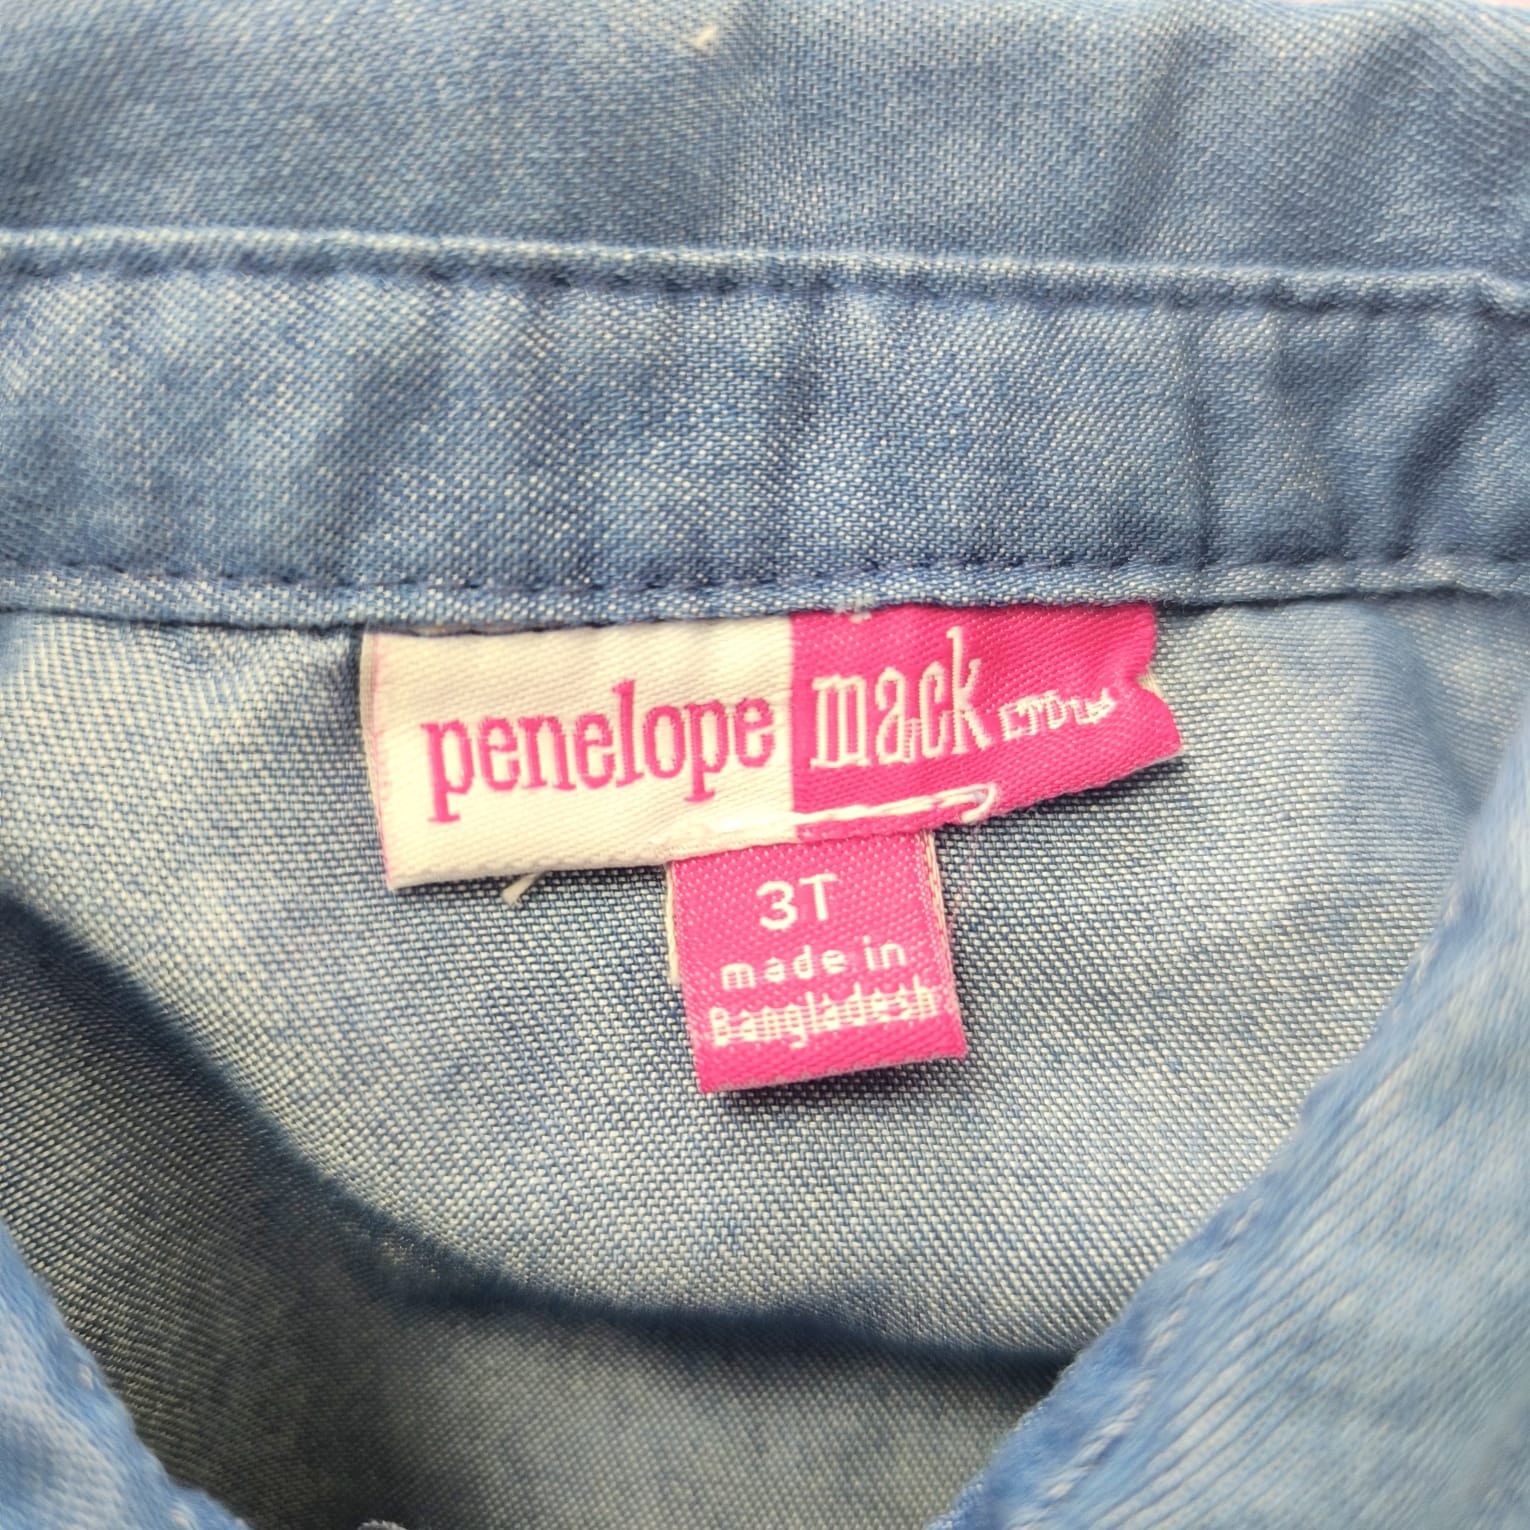 penelope mack
3T
made in
Bangladesh